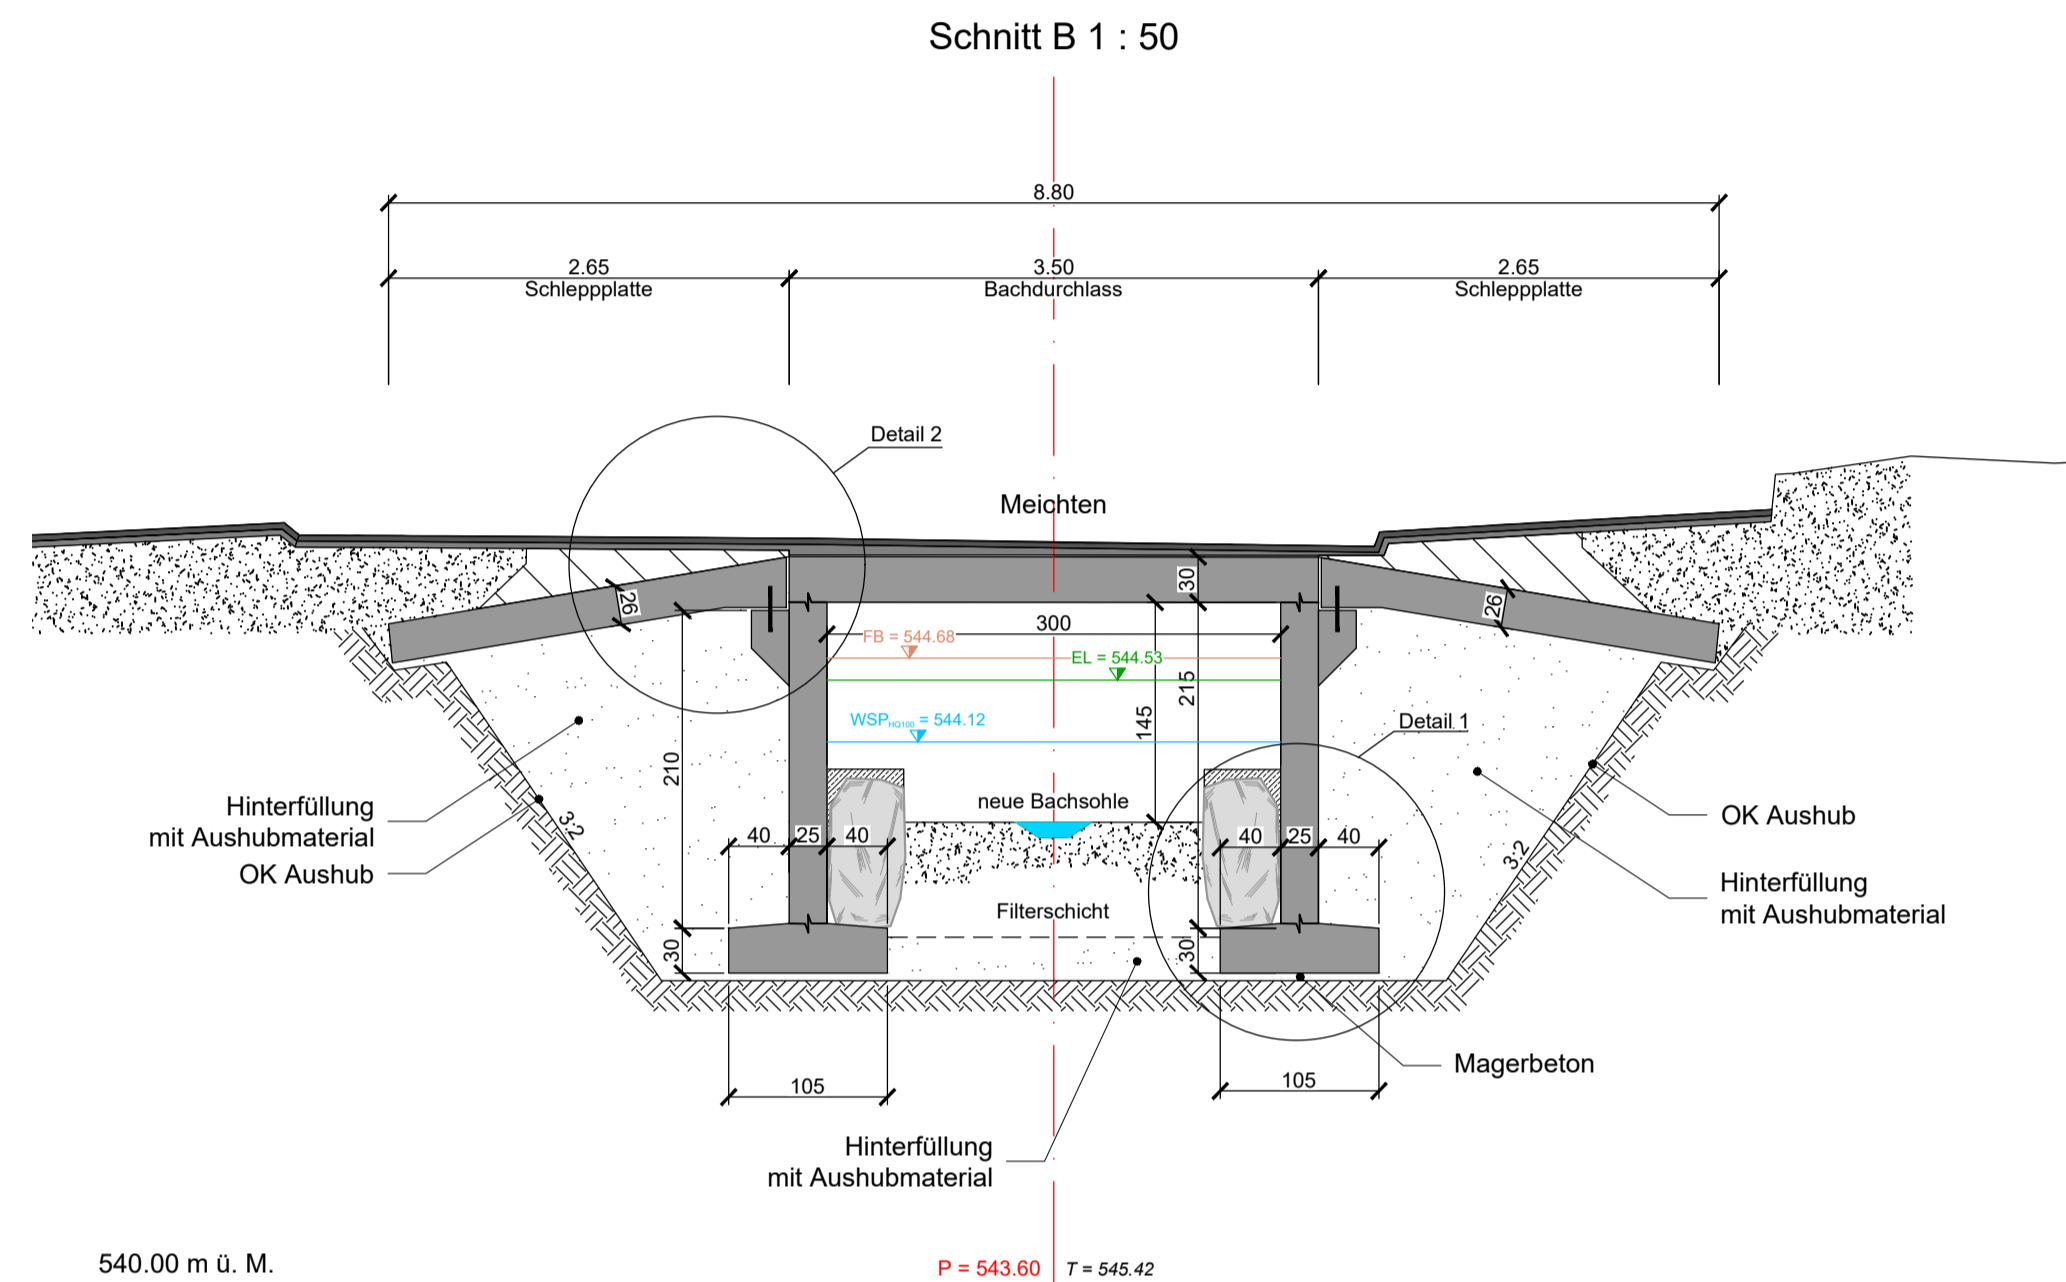 Schnitt B 1 : 50
8.80
2.65
Schleppplatte
3.50
Bachdurchlass
2.65
Schleppplatte
Detail 2
Meichten
26
30
26
300
FB = 544.68
EL = 544.53
215
WSPHQ100 = 544.12
145
Detail 1
210
neue Bachsohle
Hinterfüllung
mit Aushubmaterial
OK Aushub
3:2
40
25
40
40
25
40
3:2
OK Aushub
Hinterfüllung
mit Aushubmaterial
Filterschicht
30
30
Magerbeton
105
105
Hinterfüllung
mit Aushubmaterial
540.00 m ü. M.
P = 543.60
T = 545.42